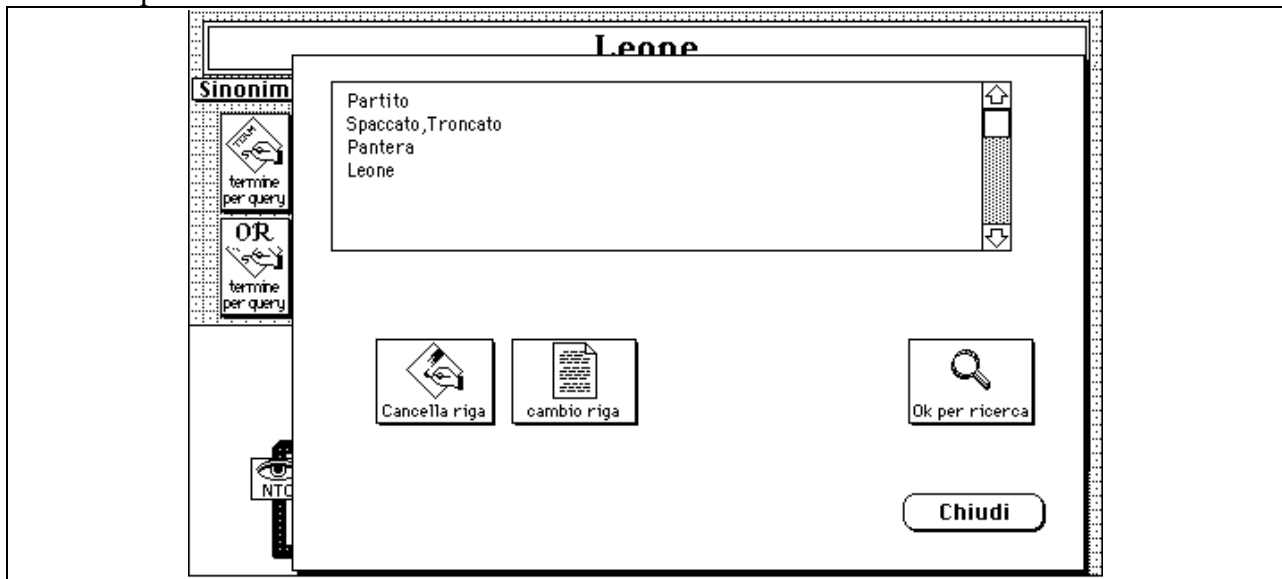 Leone
Sinonim
Partito
Spaccato,Troncato
Pantera
Leone
TERM
termine
per query
OR
termine
per query
Cancella riga
cambio riga
Ok per ricerca
NTC
Chiudi